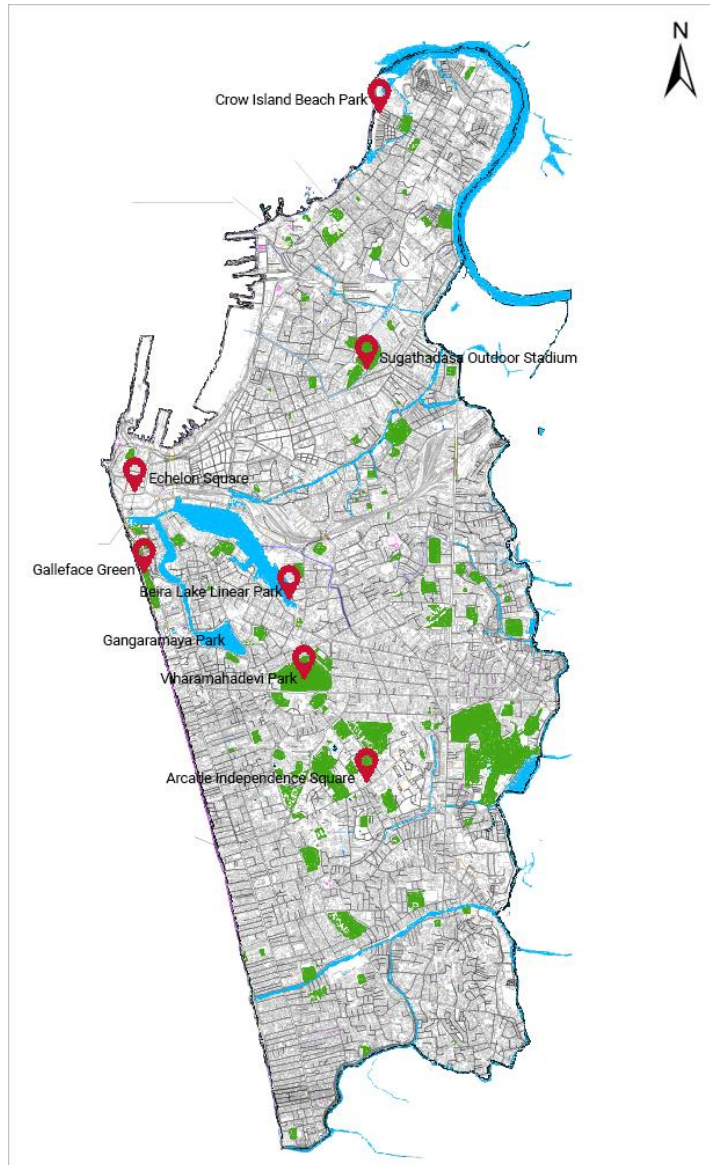 N
Crow Island Beach Park
Sugathadasa Outdoor Stadium
Echelon Square
Galleface Green
Beira Lake Linear Park
Gangaramaya Park
Viharamahadevi Park
Arcade Independence Square
ROAD